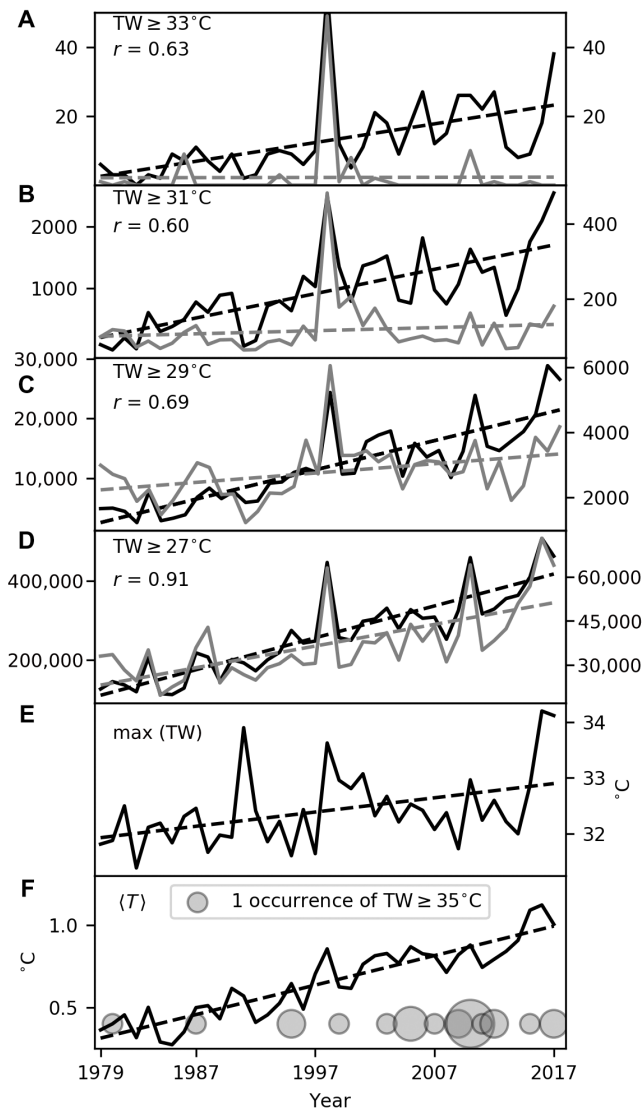 A
TW ≥ 33°C
r = 0.63
40
20
40
20
B
TW ≥ 31°C
r = 0.60
2000
1000
400
200
C
TW ≥ 29°C
r = 0.69
30,000
20,000
10,000
6000
4000
2000
D
TW ≥ 27°C
r = 0.91
400,000
200,000
60,000
45,000
30,000
E
max (TW)
34
33
32
°C
F
⟨T⟩
1 occurrence of TW ≥ 35°C
1.0
0.5
°C
1979 1987 1997 2007 2017
Year